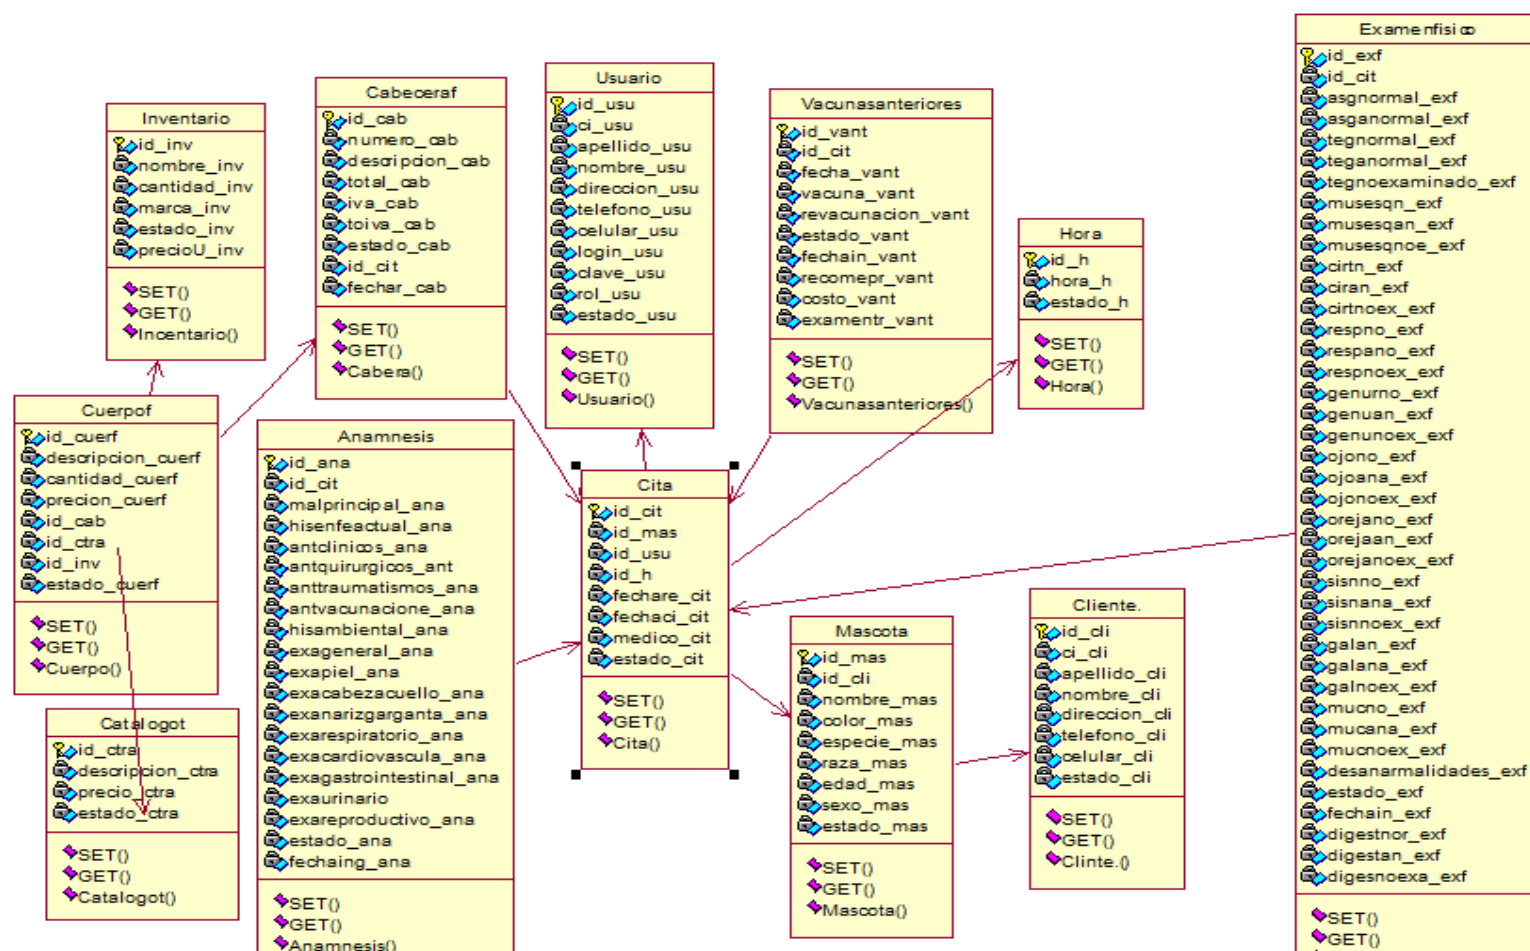 Inventario
id_inv
nombre_inv
cantidad_inv
marca_inv
estado_inv
precioU_inv
SET()
GET()
Incentario()
Cabeceraf
id_cab
numero_cab
descripcion_cab
total_cab
iva_cab
toiva_cab
estado_cab
id_cit
fechar_cab
SET()
GET()
Cabera()
Usuario
id_usu
ci_usu
apellido_usu
nombre_usu
direccion_usu
telefono_usu
celular_usu
login_usu
clave_usu
rol_usu
estado_usu
SET()
GET()
Usuario()
Vacunasanteriores
id_vant
id_cit
fecha_vant
vacuna_vant
revacunacion_vant
estado_vant
fechain_vant
recomepr_vant
costo_vant
examentr_vant
SET()
GET()
Vacunasanteriores()
Hora
id_h
hora_h
estado_h
SET()
GET()
Hora()
Examenfisico
id_exf
id_cit
asgnormal_exf
asganormal_exf
tegnormal_exf
teganormal_exf
tegnoexaminado_exf
musesqn_exf
musesqan_exf
musesqnoe_exf
cirtn_exf
ciran_exf
cirtnoex_exf
respno_exf
respano_exf
respnoex_exf
genurno_exf
genuan_exf
genunoex_exf
ojono_exf
ojoana_exf
ojonoex_exf
orejano_exf
orejaan_exf
orejanoex_exf
sisnno_exf
sisnana_exf
sisnnoex_exf
galan_exf
galana_exf
galnoex_exf
mucno_exf
mucana_exf
mucnoex_exf
desanarmalidades_exf
estado_exf
fechain_exf
digestnor_exf
digestan_exf
digesnoexa_exf
SET()
GET()
Cuerpof
id_cuerf
descripcion_cuerf
cantidad_cuerf
precion_cuerf
id_cab
id_ctra
id_inv
estado_cuerf
SET()
GET()
Cuerpo()
Anamnesis
id_ana
id_cit
malprincipal_ana
hisenfeactual_ana
antclinicos_ana
antquirurgicos_ant
anttraumatismos_ana
antvacunacione_ana
hisambiental_ana
exageneral_ana
exapiel_ana
exacabezacuello_ana
exanarizgarganta_ana
exarespiratorio_ana
exacardiovascula_ana
exagastrointestinal_ana
exaurinario
exareproductivo_ana
estado_ana
fechaing_ana
SET()
GET()
Anamnesis()
Cita
id_cit
id_mas
id_usu
id_h
fechare_cit
fechaci_cit
medico_cit
estado_cit
SET()
GET()
Cita()
Mascota
id_mas
id_cli
nombre_mas
color_mas
especie_mas
raza_mas
edad_mas
sexo_mas
estado_mas
SET()
GET()
Mascota()
Cliente.
id_cli
ci_cli
apellido_cli
nombre_cli
direccion_cli
telefono_cli
celular_cli
estado_cli
SET()
GET()
Clinte.()
Catalogot
id_ctra
descripcion_ctra
precio_ctra
estado_ctra
SET()
GET()
Catalogot()